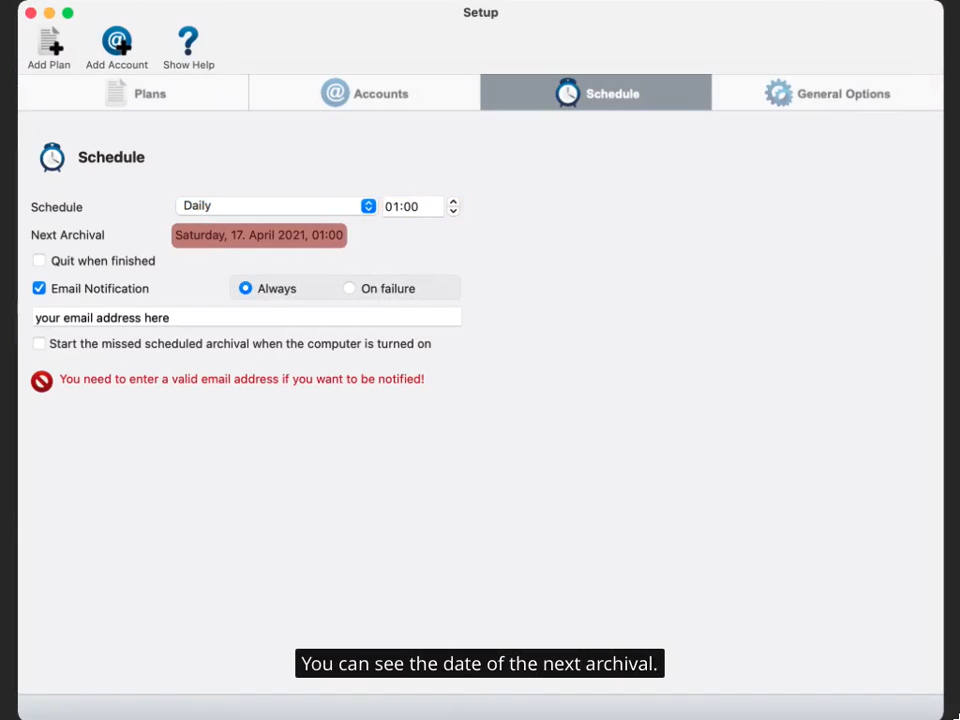 Setup
Add Plan
Add Account
Show Help
Plans
Accounts
Schedule
General Options
Schedule
Schedule
Daily
01:00
Next Archival
Saturday, 17. April 2021, 01:00
Quit when finished
Email Notification
Always
On failure
your email address here
Start the missed scheduled archival when the computer is turned on
You need to enter a valid email address if you want to be notified!
You can see the date of the next archival.